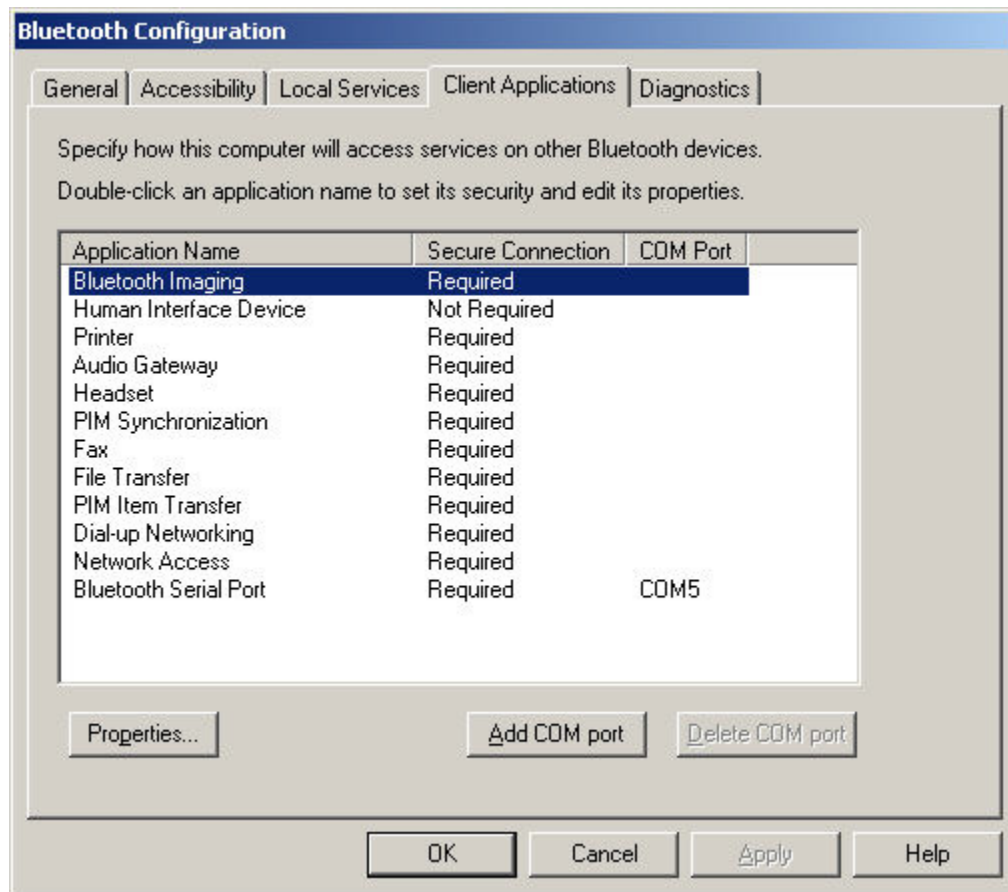 Bluetooth Configuration
General Accessibility Local Services Client Applications Diagnostics
Specify how this computer will access services on other Bluetooth devices.
Double-click an application name to set its security and edit its properties.
Application Name Secure Connection COM Port
Bluetooth Imaging Required
Human Interface Device Not Required
Printer Required
Audio Gateway Required
Headset Required
PIM Synchronization Required
Fax Required
File Transfer Required
PIM Item Transfer Required
Dial-up Networking Required
Network Access Required
Bluetooth Serial Port Required COM5
Properties... Add COM port Delete COM port
OK Cancel Apply Help